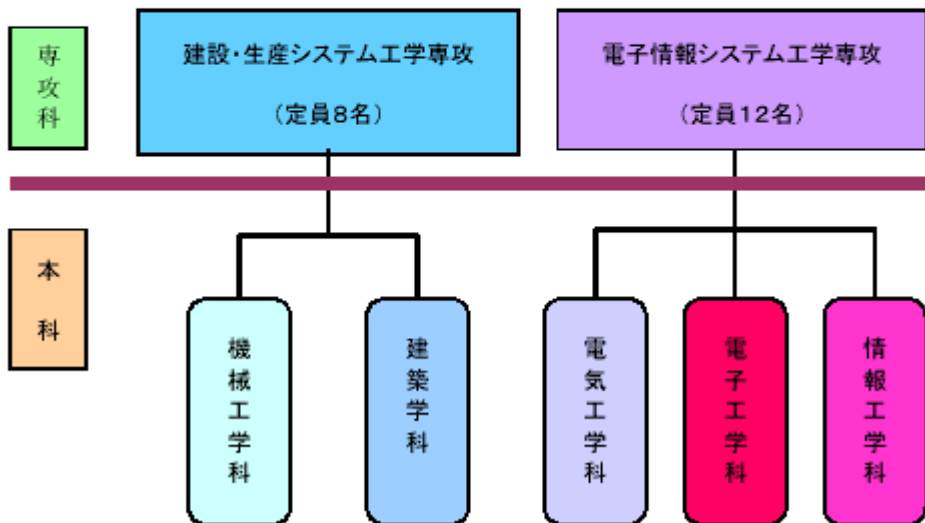 専攻科
建設・生産システム工学専攻
(定員8名)
電子情報システム工学専攻
(定員12名)
本科
機械工学科
建築学科
電気工学科
電子工学科
情報工学科